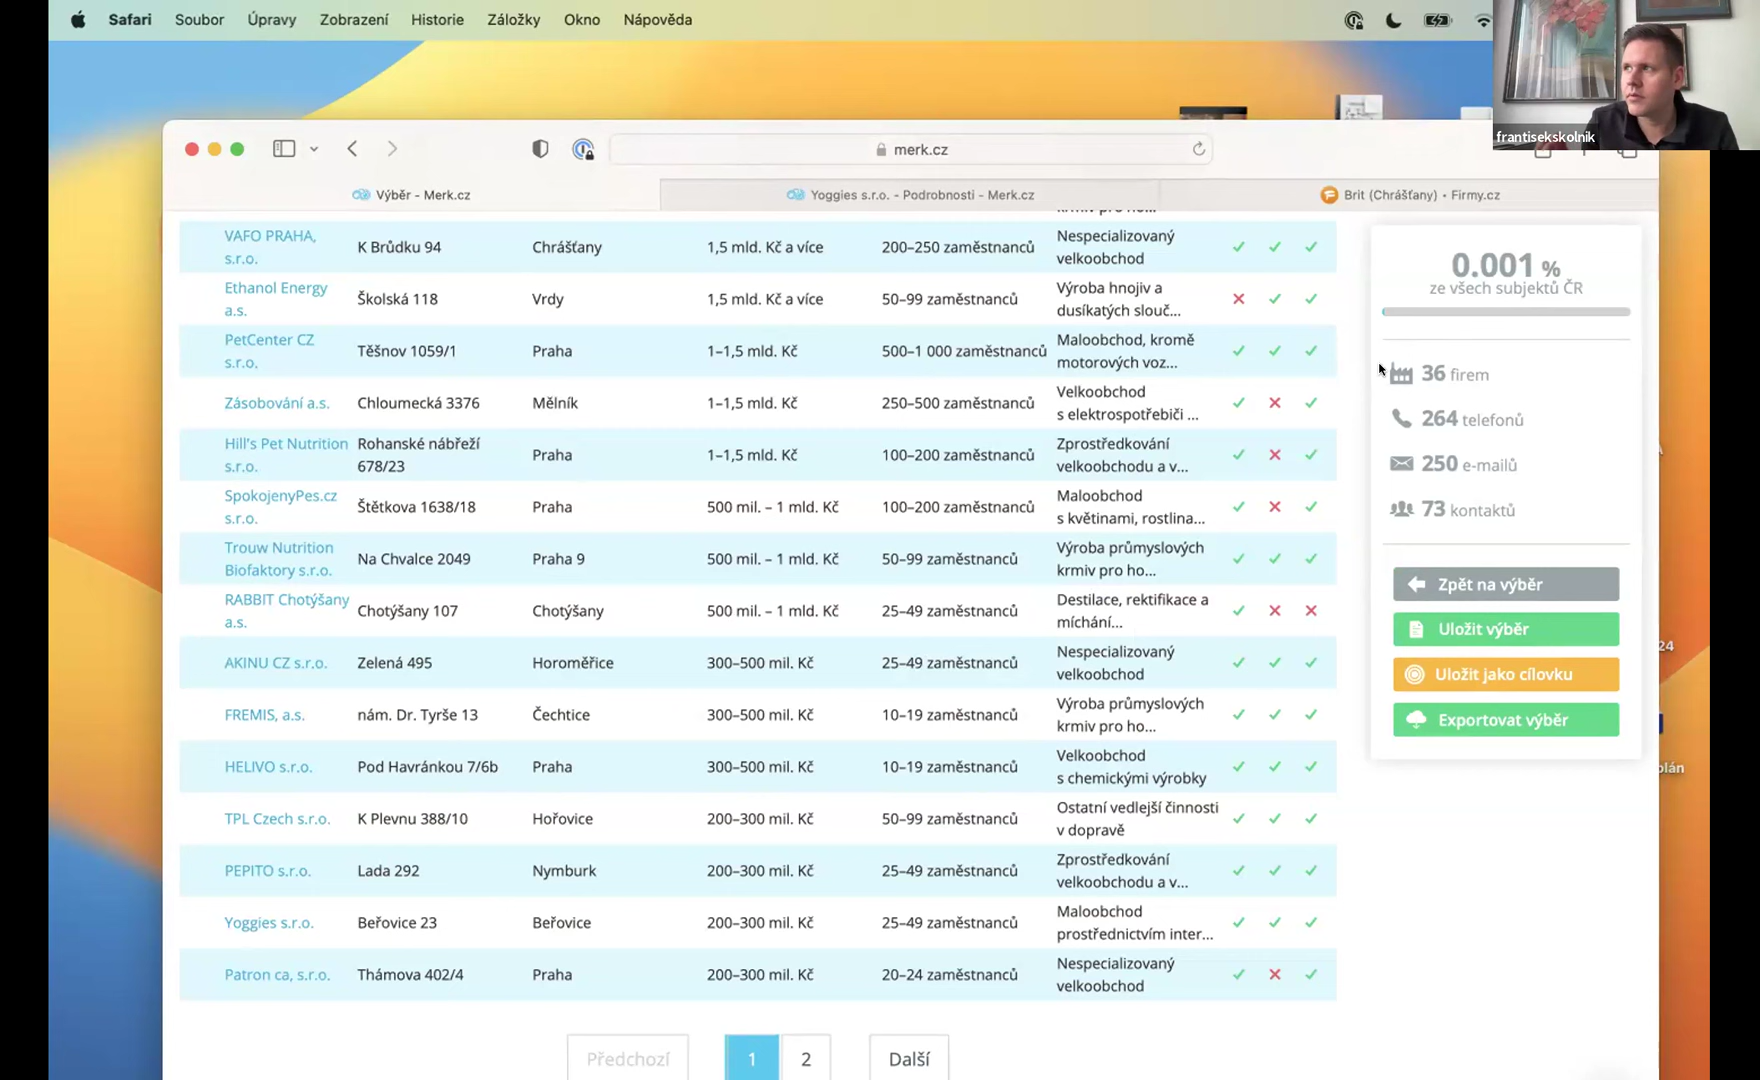 Safari Soubor Úpravy Zobrazení Historie Záložky Okno Nápověda
frantisekskolnik
merk.cz
Výběr - Merk.cz
Yoggies s.r.o. - Podrobnosti - Merk.cz
Brit (Chrášťany) • Firmy.cz
VAFO PRAHA, s.r.o. K Brůdku 94 Chrášťany 1,5 mld. Kč a více 200–250 zaměstnanců Nespecializovaný velkoobchod
Ethanol Energy a.s. Školská 118 Vrdy 1,5 mld. Kč a více 50–99 zaměstnanců Výroba hnojiv a dusíkatých slouč...
PetCenter CZ s.r.o. Těšnov 1059/1 Praha 1–1,5 mld. Kč 500–1 000 zaměstnanců Maloobchod, kromě motorových voz...
Zásobování a.s. Chloumecká 3376 Mělník 1–1,5 mld. Kč 250–500 zaměstnanců Velkoobchod s elektrospotřebiči ...
Hill's Pet Nutrition s.r.o. Rohanské nábřeží 678/23 Praha 1–1,5 mld. Kč 100–200 zaměstnanců Zprostředkování velkoobchodu a v...
SpokojenyPes.cz s.r.o. Štětkova 1638/18 Praha 500 mil. – 1 mld. Kč 100–200 zaměstnanců Maloobchod s květinami, rostlina...
Trouw Nutrition Biofaktory s.r.o. Na Chvalce 2049 Praha 9 500 mil. – 1 mld. Kč 50–99 zaměstnanců Výroba průmyslových krmiv pro ho...
RABBIT Chotýšany a.s. Chotýšany 107 Chotýšany 500 mil. – 1 mld. Kč 25–49 zaměstnanců Destilace, rektifikace a míchání...
AKINU CZ s.r.o. Zelená 495 Horoměřice 300–500 mil. Kč 25–49 zaměstnanců Nespecializovaný velkoobchod
FREMIS, a.s. nám. Dr. Tyrše 13 Čechtice 300–500 mil. Kč 10–19 zaměstnanců Výroba průmyslových krmiv pro ho...
HELIVO s.r.o. Pod Havránkou 7/6b Praha 300–500 mil. Kč 10–19 zaměstnanců Velkoobchod s chemickými výrobky
TPL Czech s.r.o. K Plevnu 388/10 Hořovice 200–300 mil. Kč 50–99 zaměstnanců Ostatní vedlejší činnosti v dopravě
PEPITO s.r.o. Lada 292 Nymburk 200–300 mil. Kč 25–49 zaměstnanců Zprostředkování velkoobchodu a v...
Yoggies s.r.o. Beřovice 23 Beřovice 200–300 mil. Kč 25–49 zaměstnanců Maloobchod prostřednictvím inter...
Patron ca, s.r.o. Thámova 402/4 Praha 200–300 mil. Kč 20–24 zaměstnanců Nespecializovaný velkoobchod
Předchozí 1 2 Další
0.001 %
ze všech subjektů ČR
36 firem
264 telefonů
250 e-mailů
73 kontaktů
Zpět na výběr
Uložit výběr
Uložit jako cílovku
Exportovat výběr
24